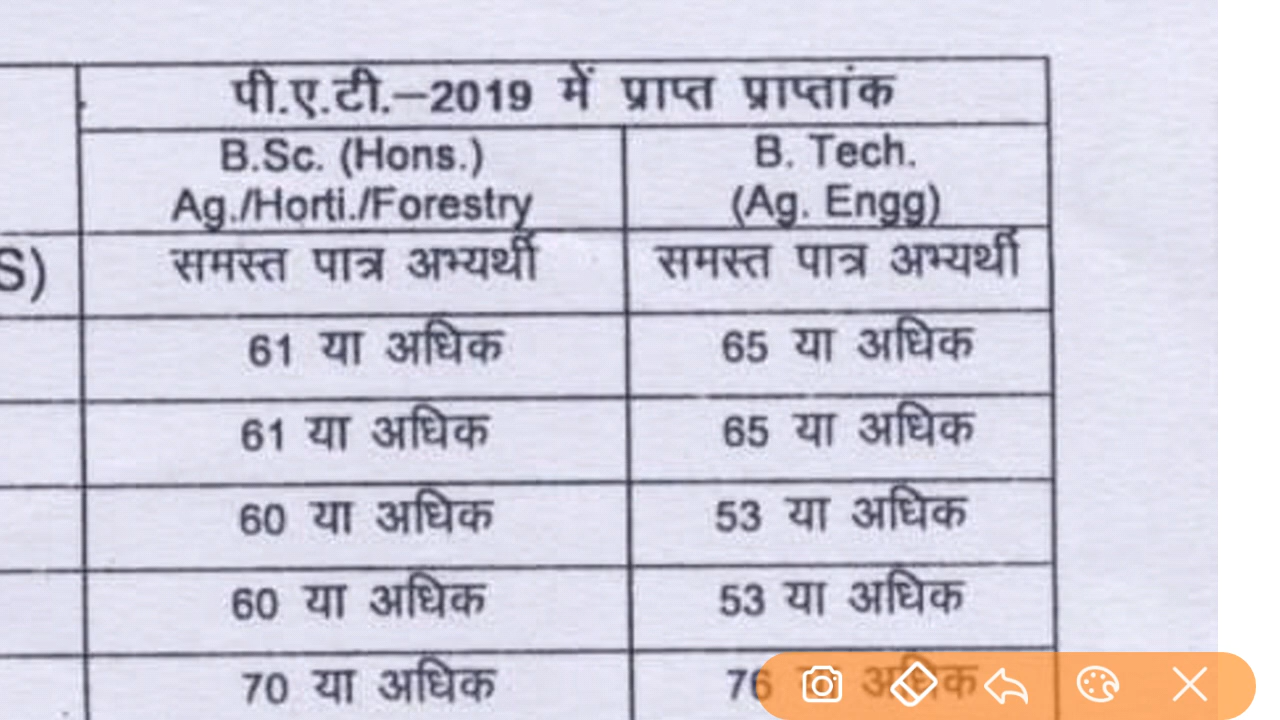 पी.ए.टी.–2019 में प्राप्त प्राप्तांक
B.Sc. (Hons.) Ag./Horti./Forestry
B. Tech. (Ag. Engg)
S)
समस्त पात्र अभ्यर्थी
समस्त पात्र अभ्यर्थी
61 या अधिक
65 या अधिक
61 या अधिक
65 या अधिक
60 या अधिक
53 या अधिक
60 या अधिक
53 या अधिक
70 या अधिक
76 या अधिक